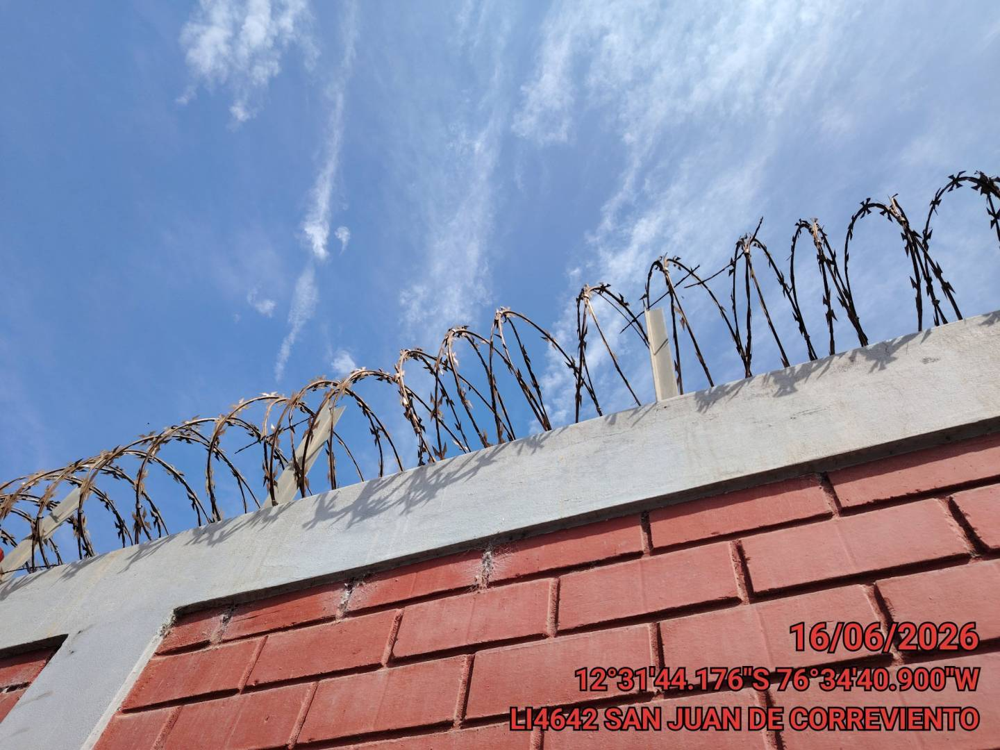 16/06/2026
12°31'44.176"S 76°34'40.900"W
LI4642 SAN JUAN DE CORREVIENTO